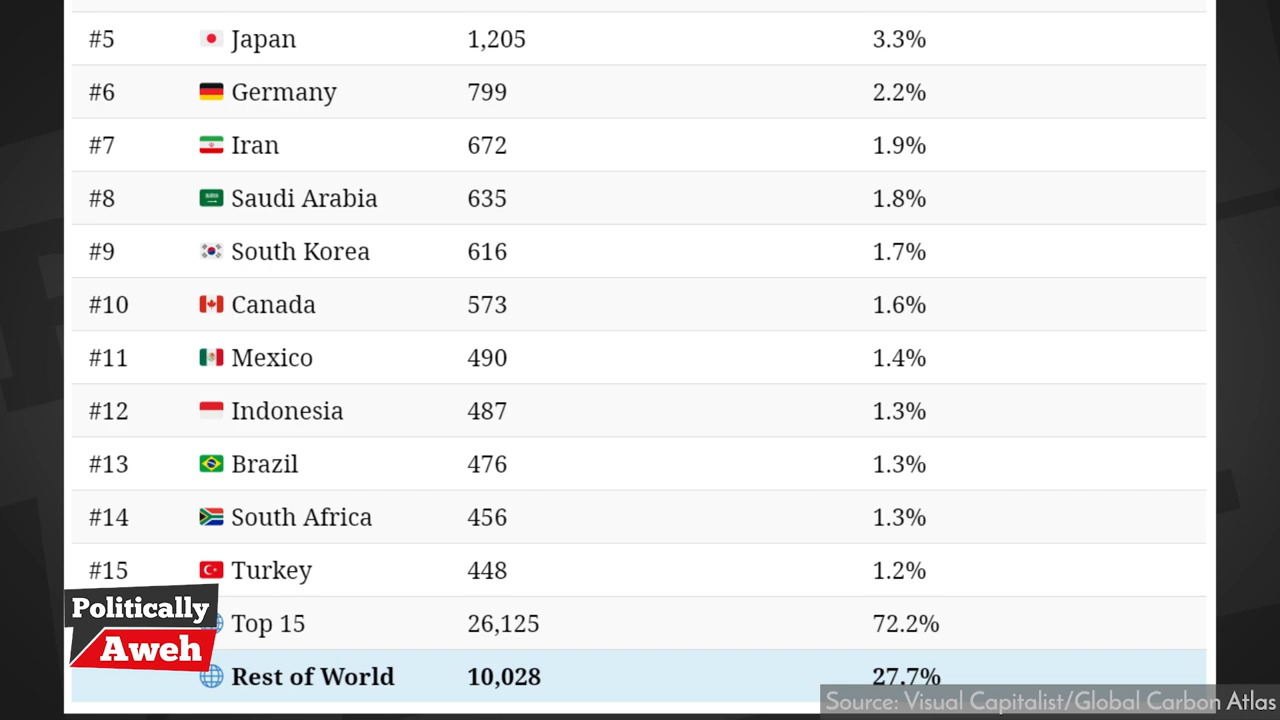 #5 Japan 1,205 3.3%
#6 Germany 799 2.2%
#7 Iran 672 1.9%
#8 Saudi Arabia 635 1.8%
#9 South Korea 616 1.7%
#10 Canada 573 1.6%
#11 Mexico 490 1.4%
#12 Indonesia 487 1.3%
#13 Brazil 476 1.3%
#14 South Africa 456 1.3%
#15 Turkey 448 1.2%
Top 15 26,125 72.2%
Rest of World 10,028 27.7%
Politically
Aweh
Source: Visual Capitalist/Global Carbon Atlas